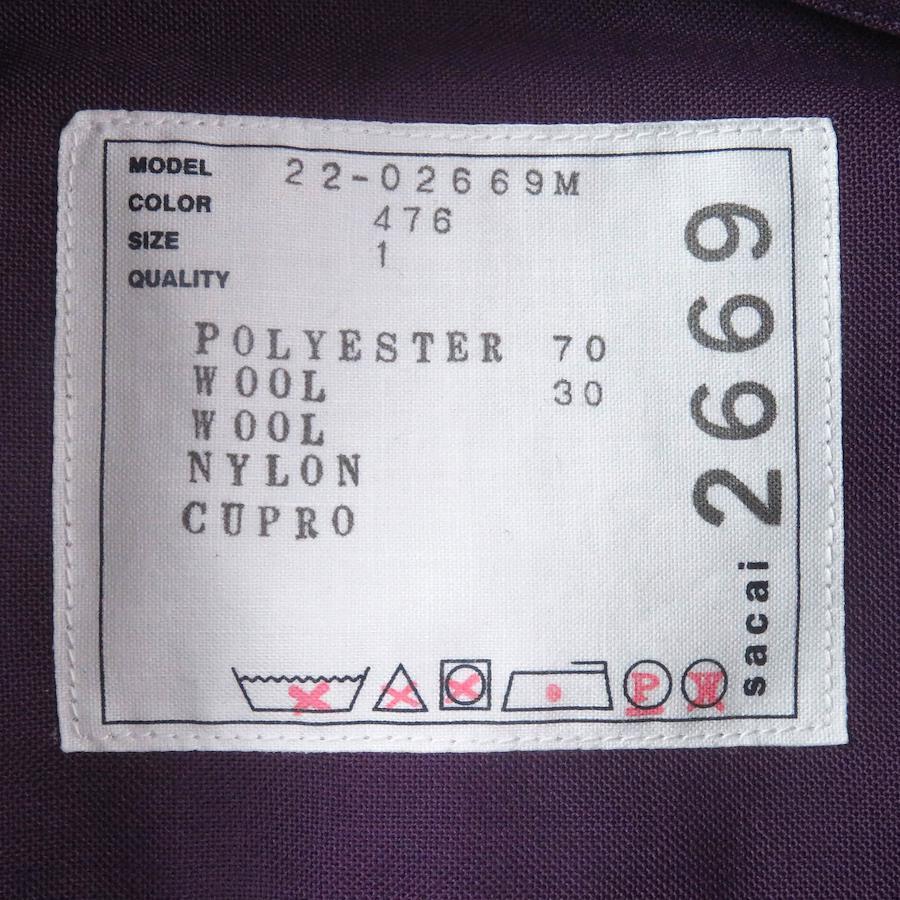 MODEL 22-02669M
COLOR 476
SIZE 1
QUALITY
POLYESTER 70
WOOL 30
WOOL
NYLON
CUPRO
P W
sacai 2669